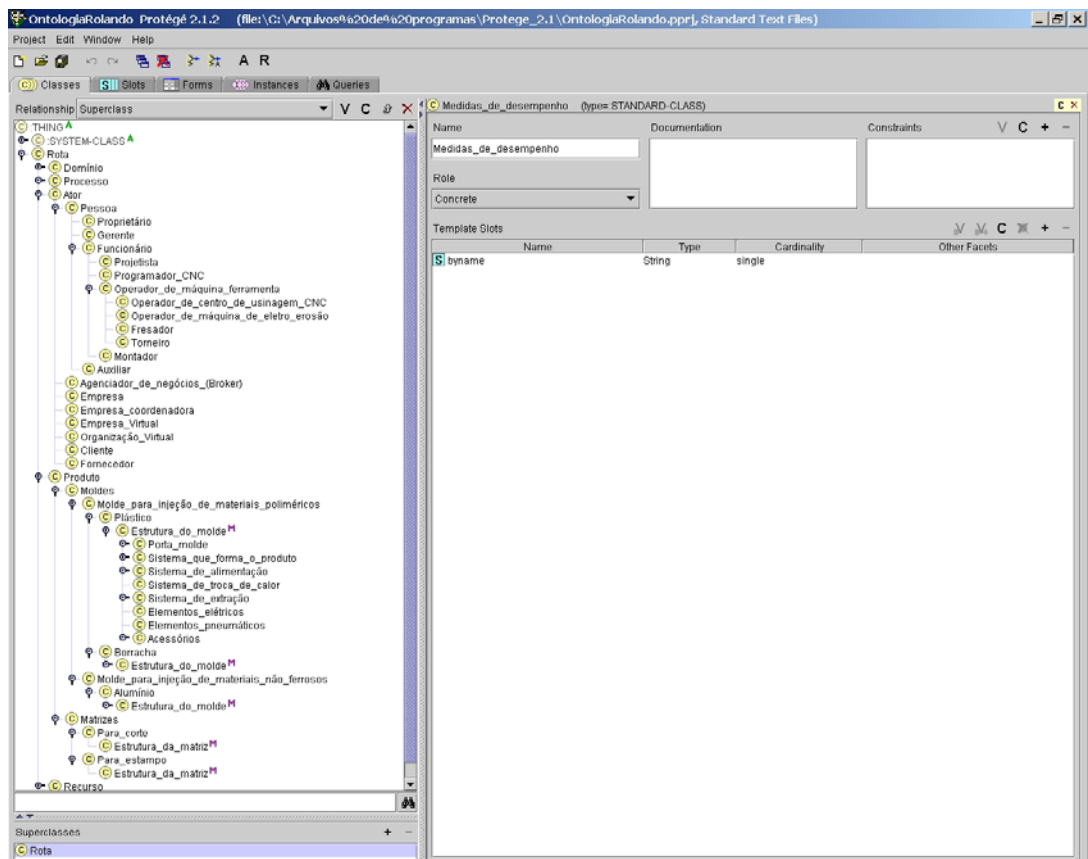 OntologiaRolando Protégé 2.1.2 (file:\C:\Arquivos%20de%20programas\Protege_2.1\OntologiaRolando.pprj, Standard Text Files)
Project Edit Window Help
A R
C Classes S Slots Forms Instances Queries
Relationship Superclass V C X
C Medidas_de_desempenho (type= STANDARD-CLASS) C X
C THING A
C :SYSTEM-CLASS A
C Rota
C Domínio
C Processo
C Ator
C Pessoa
C Proprietário
C Gerente
C Funcionário
C Projetista
C Programador_CNC
C Operador_de_máquina_ferramenta
C Operador_de_centro_de_usinagem_CNC
C Operador_de_máquina_de_eletro_erosão
C Fresador
C Torneiro
C Montador
C Auxiliar
C Agenciador_de_negócios_(Broker)
C Empresa
C Empresa_coordenadora
C Empresa_Virtual
C Organização_Virtual
C Cliente
C Fornecedor
C Produto
C Moldes
C Molde_para_injeção_de_materiais_poliméricos
C Plástico
C Estrutura_do_molde M
C Porta_molde
C Sistema_que_forma_o_produto
C Sistema_de_alimentação
C Sistema_de_troca_de_calor
C Sistema_de_extração
C Elementos_elétricos
C Elementos_pneumáticos
C Acessórios
C Borracha
C Estrutura_do_molde M
C Molde_para_injeção_de_materiais_não_ferrosos
C Alumínio
C Estrutura_do_molde M
C Matrizes
C Para_corte
C Estrutura_da_matriz M
C Para_estampo
C Estrutura_da_matriz M
C Recurso
Superclasses + -
C Rota
Name Documentation Constraints V C + -
Medidas_de_desempenho
Role
Concrete
Template Slots V V C X + -
Name Type Cardinality Other Facets
S byname String single